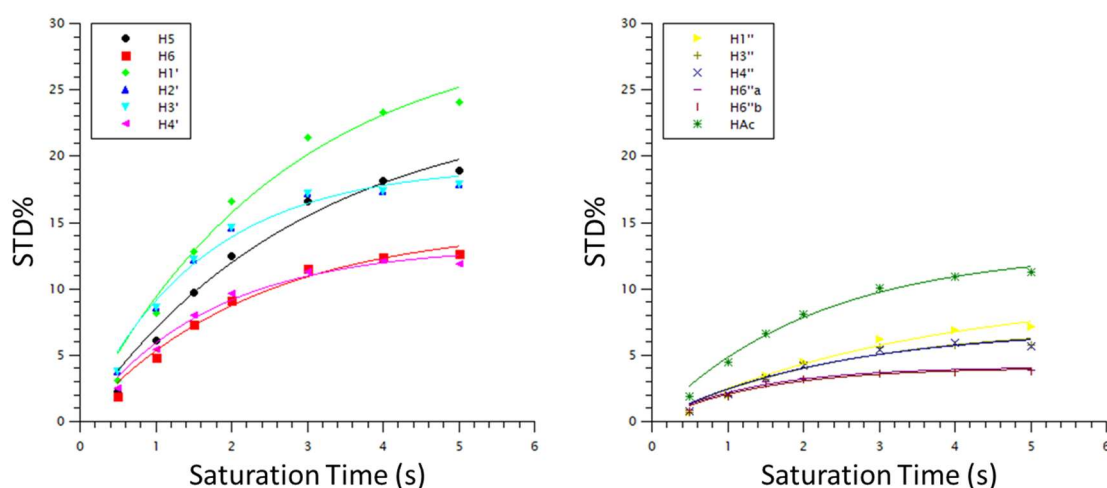 30
25
20
15
10
5
0
STD%
H5
H6
H1'
H2'
H3'
H4'
0 1 2 3 4 5 6
Saturation Time (s)
30
25
20
15
10
5
0
STD%
H1''
H3''
H4''
H6''a
H6''b
HAc
0 1 2 3 4 5 6
Saturation Time (s)